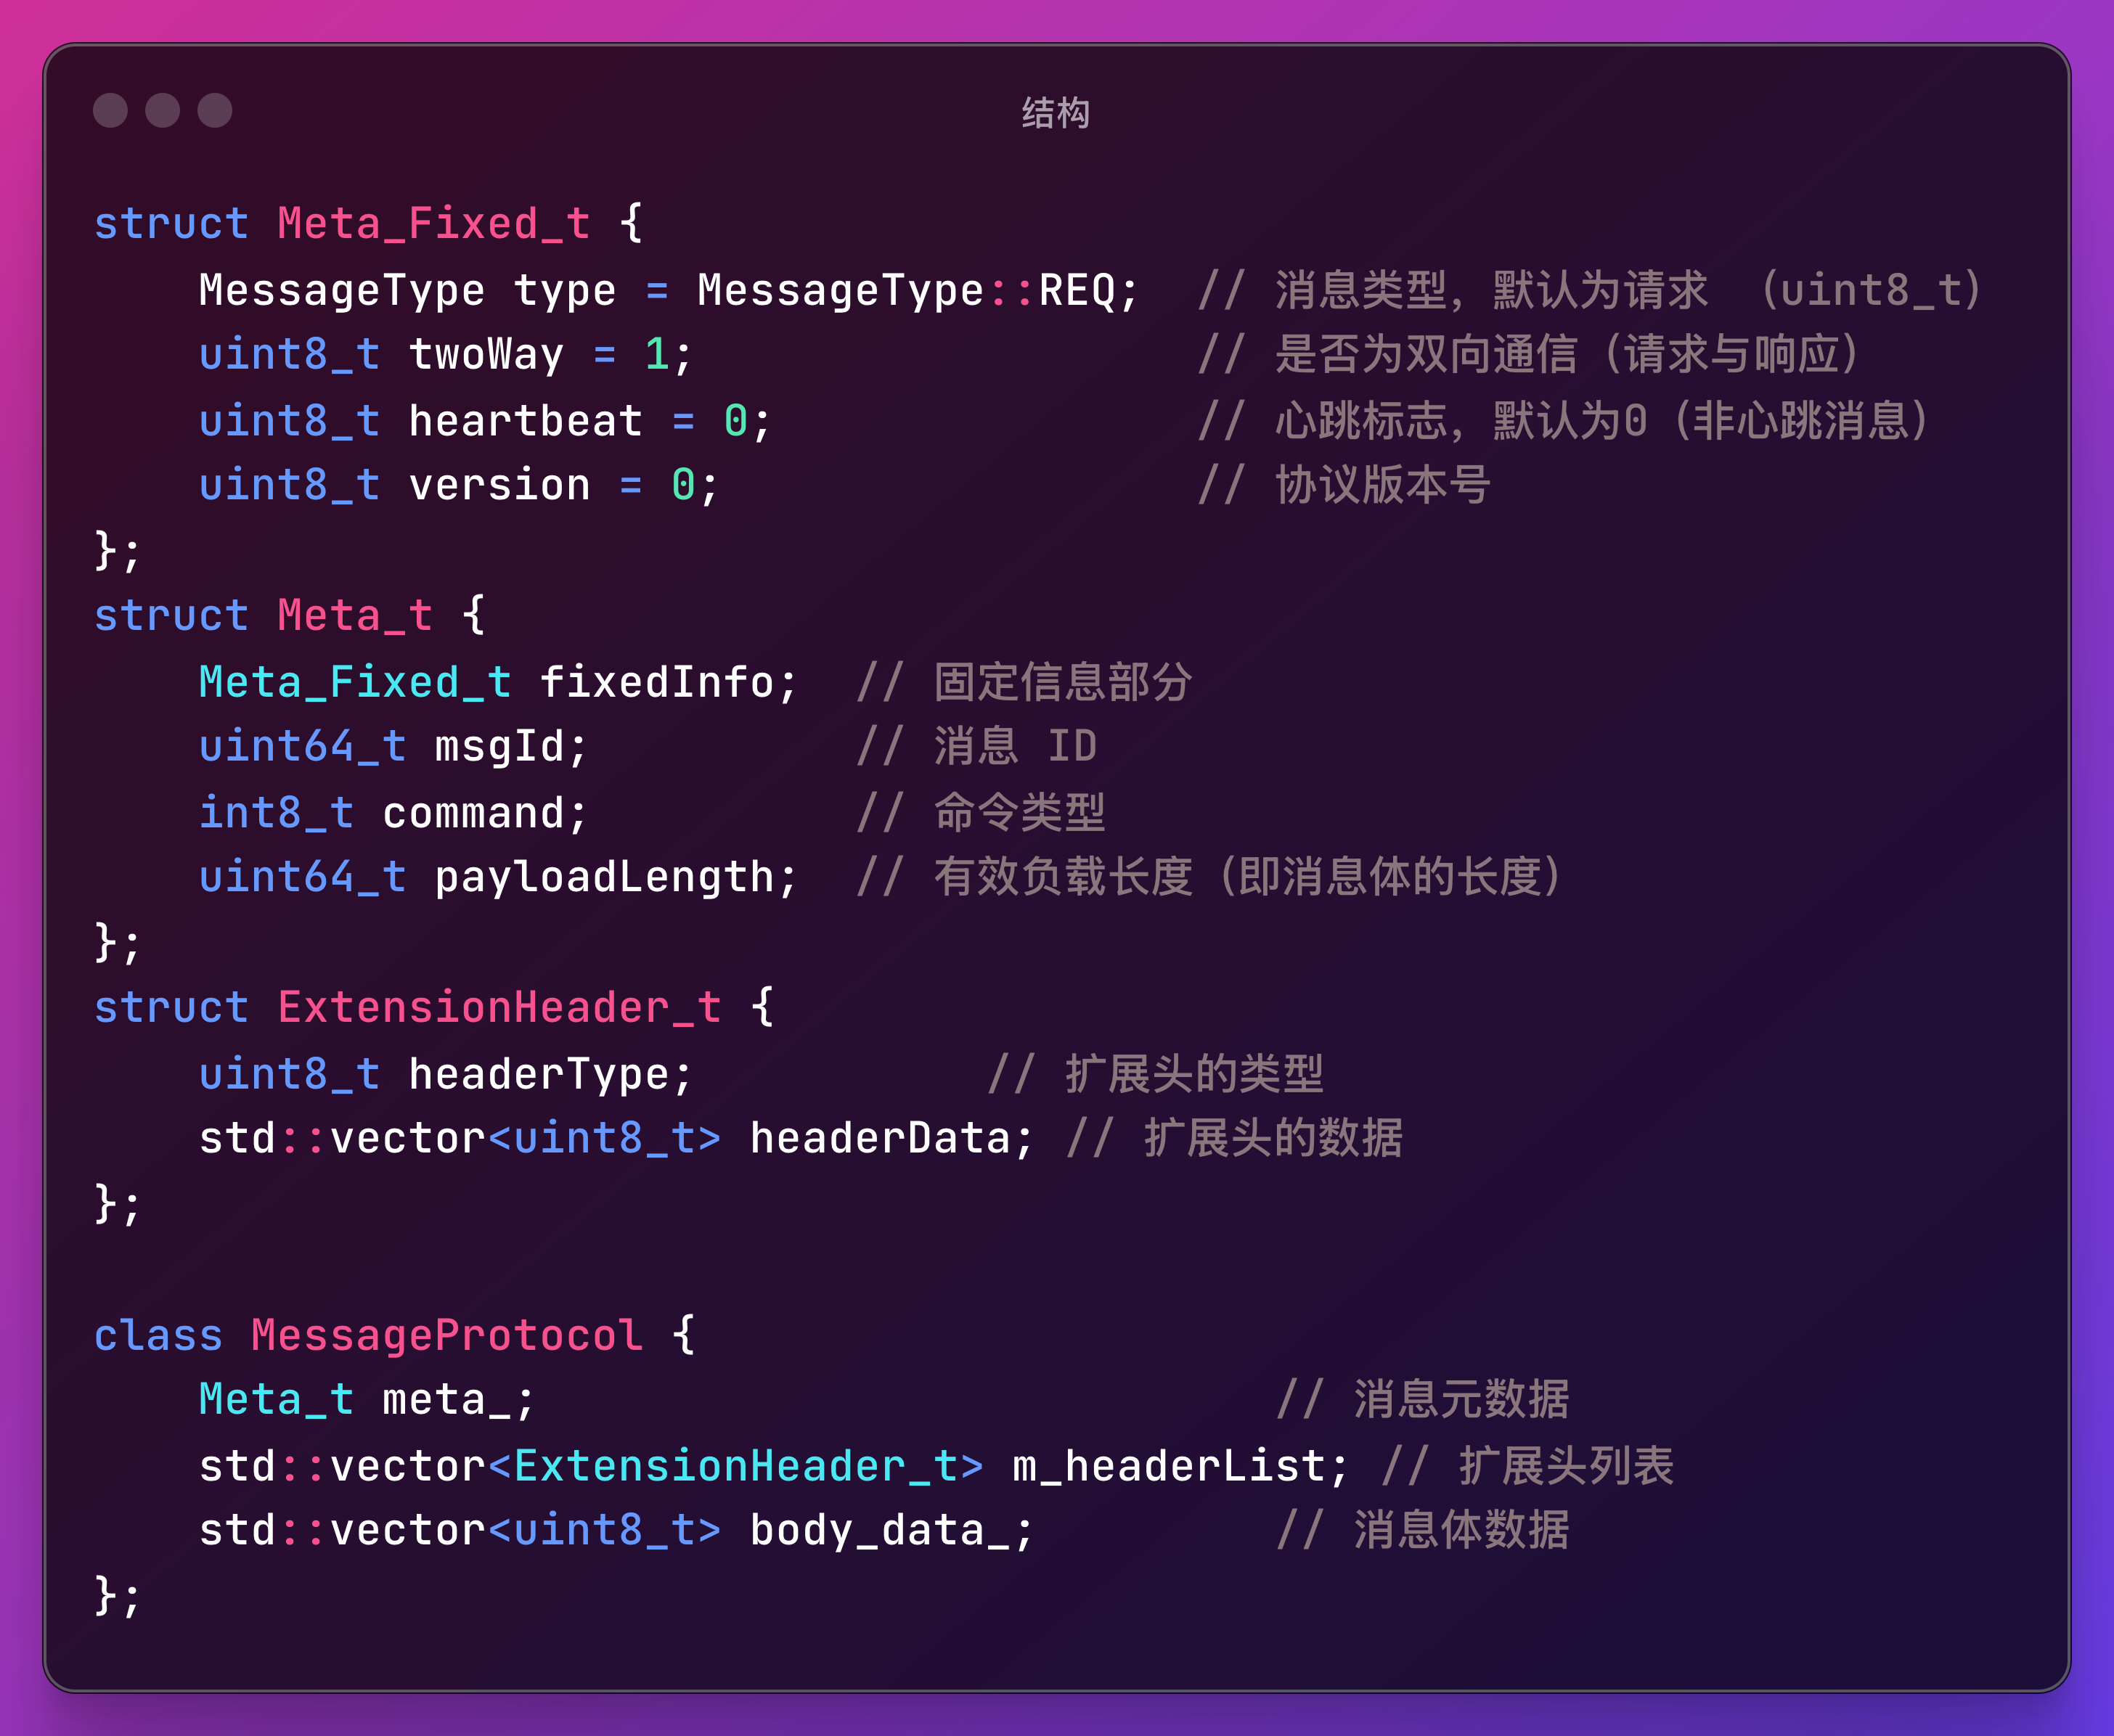 结构
struct Meta_Fixed_t {
    MessageType type = MessageType::REQ;  // 消息类型，默认为请求 （uint8_t）
    uint8_t twoWay = 1;                   // 是否为双向通信（请求与响应）
    uint8_t heartbeat = 0;                // 心跳标志，默认为0（非心跳消息）
    uint8_t version = 0;                  // 协议版本号
};
struct Meta_t {
    Meta_Fixed_t fixedInfo;  // 固定信息部分
    uint64_t msgId;          // 消息 ID
    int8_t command;          // 命令类型
    uint64_t payloadLength;  // 有效负载长度（即消息体的长度）
};
struct ExtensionHeader_t {
    uint8_t headerType;           // 扩展头的类型
    std::vector<uint8_t> headerData; // 扩展头的数据
};

class MessageProtocol {
    Meta_t meta_;                            // 消息元数据
    std::vector<ExtensionHeader_t> m_headerList; // 扩展头列表
    std::vector<uint8_t> body_data_;         // 消息体数据
};